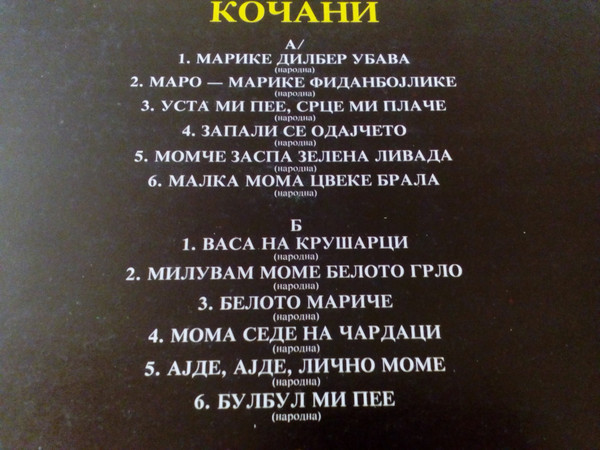 КОЧАНИ
А/
1. МАРИКЕ ДИЛБЕР УБАВА
(народна)
2. МАРО — МАРИКЕ ФИДАНБОЈЛИКЕ
(народна)
3. УСТА МИ ПЕЕ, СРЦЕ МИ ПЛАЧЕ
(народна)
4. ЗАПАЛИ СЕ ОДАЈЧЕТО
(народна)
5. МОМЧЕ ЗАСПА ЗЕЛЕНА ЛИВАДА
(народна)
6. МАЛКА МОМА ЦВЕКЕ БРАЛА
(народна)
Б
1. ВАСА НА КРУШАРЦИ
(народна)
2. МИЛУВАМ МОМЕ БЕЛОТО ГРЛО
(народна)
3. БЕЛОТО МАРИЧЕ
(народна)
4. МОМА СЕДЕ НА ЧАРДАЦИ
(народна)
5. АЈДЕ, АЈДЕ, ЛИЧНО МОМЕ
(народна)
6. БУЛБУЛ МИ ПЕЕ
(народна)